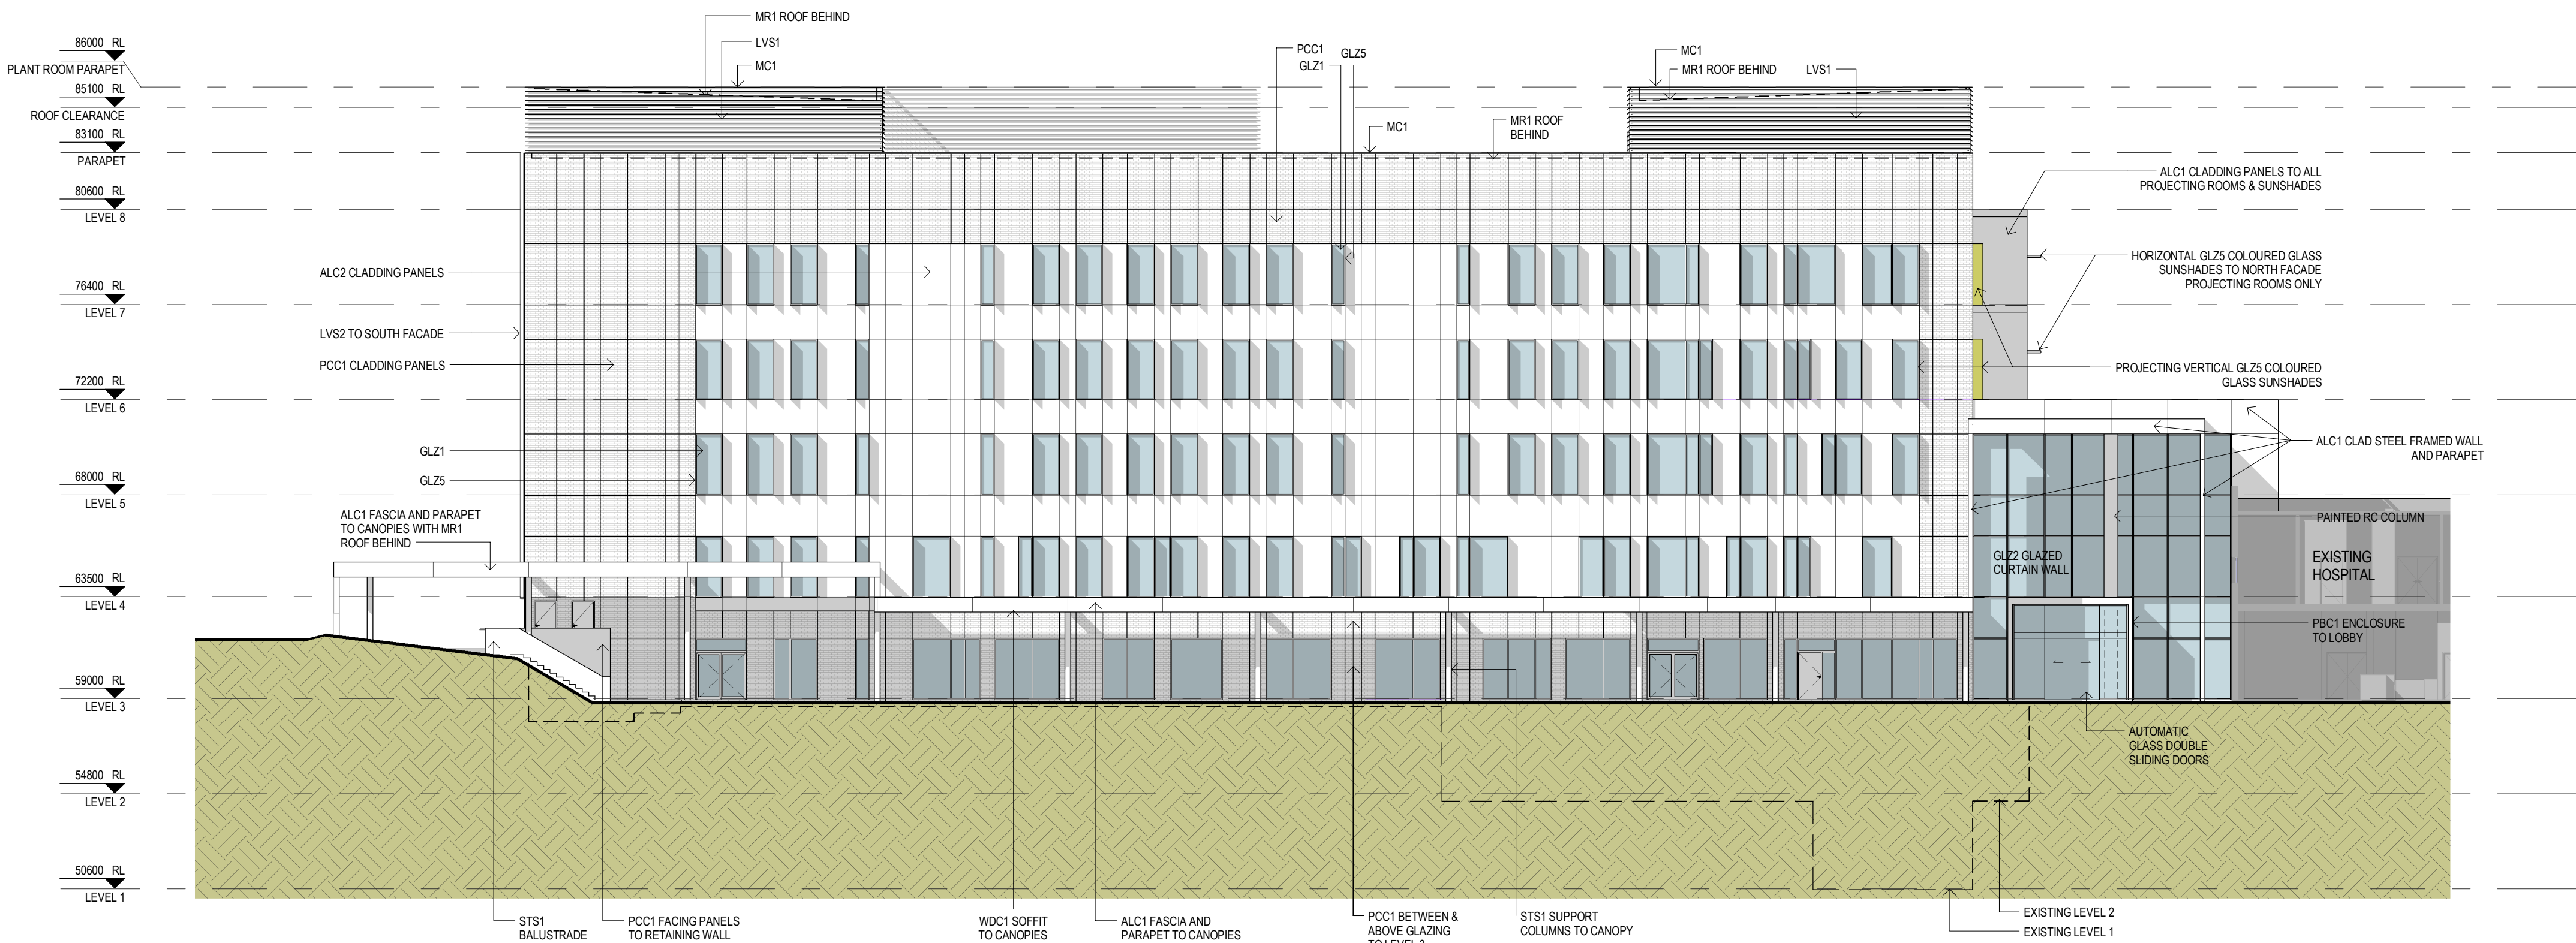 86000 RL
PLANT ROOM PARAPET
85100 RL
ROOF CLEARANCE
83100 RL
PARAPET
80600 RL
LEVEL 8
76400 RL
LEVEL 7
72200 RL
LEVEL 6
68000 RL
LEVEL 5
63500 RL
LEVEL 4
59000 RL
LEVEL 3
54800 RL
LEVEL 2
50600 RL
LEVEL 1
MR1 ROOF BEHIND
LVS1
MC1
PCC1
GLZ5
GLZ1
MC1
MR1 ROOF
BEHIND
MC1
MR1 ROOF BEHIND
LVS1
ALC2 CLADDING PANELS
LVS2 TO SOUTH FACADE
PCC1 CLADDING PANELS
GLZ1
GLZ5
ALC1 FASCIA AND PARAPET
TO CANOPIES WITH MR1
ROOF BEHIND
ALC1 CLADDING PANELS TO ALL
PROJECTING ROOMS & SUNSHADES
HORIZONTAL GLZ5 COLOURED GLASS
SUNSHADES TO NORTH FACADE
PROJECTING ROOMS ONLY
PROJECTING VERTICAL GLZ5 COLOURED
GLASS SUNSHADES
ALC1 CLAD STEEL FRAMED WALL
AND PARAPET
PAINTED RC COLUMN
GLZ2 GLAZED
CURTAIN WALL
EXISTING
HOSPITAL
PBC1 ENCLOSURE
TO LOBBY
AUTOMATIC
GLASS DOUBLE
SLIDING DOORS
STS1
BALUSTRADE
PCC1 FACING PANELS
TO RETAINING WALL
WDC1 SOFFIT
TO CANOPIES
ALC1 FASCIA AND
PARAPET TO CANOPIES
PCC1 BETWEEN &
ABOVE GLAZING
TO LEVEL 3
STS1 SUPPORT
COLUMNS TO CANOPY
EXISTING LEVEL 2
EXISTING LEVEL 1